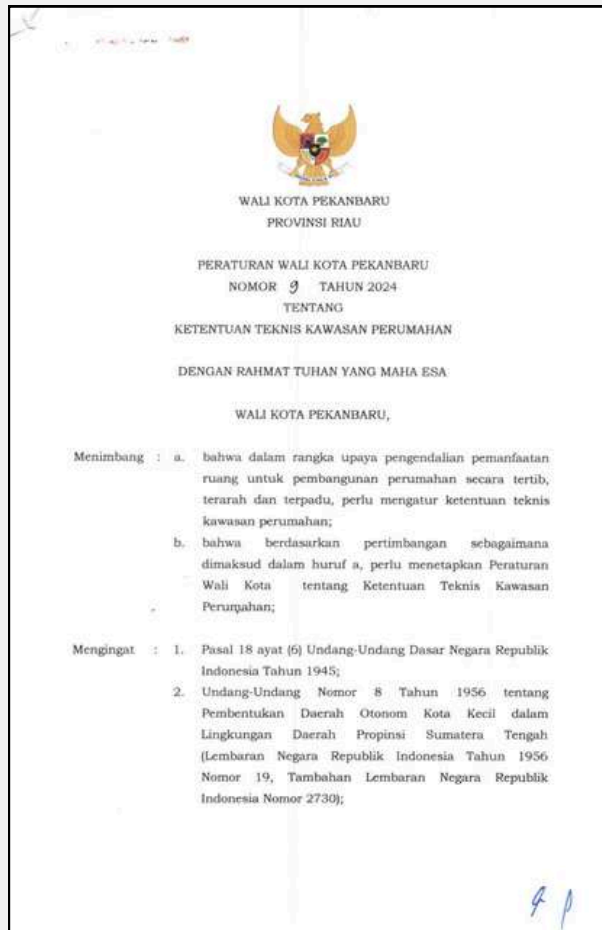 WALI KOTA PEKANBARU
PROVINSI RIAU
PERATURAN WALI KOTA PEKANBARU
NOMOR 9 TAHUN 2024
TENTANG
KETENTUAN TEKNIS KAWASAN PERUMAHAN
DENGAN RAHMAT TUHAN YANG MAHA ESA
WALI KOTA PEKANBARU,
Menimbang : a. bahwa dalam rangka upaya pengendalian pemanfaatan
ruang untuk pembangunan perumahan secara tertib,
terarah dan terpadu, perlu mengatur ketentuan teknis
kawasan perumahan;
b. bahwa berdasarkan pertimbangan sebagaimana
dimaksud dalam huruf a, perlu menetapkan Peraturan
Wali Kota tentang Ketentuan Teknis Kawasan
Perumahan;
Mengingat : 1. Pasal 18 ayat (6) Undang-Undang Dasar Negara Republik
Indonesia Tahun 1945;
2. Undang-Undang Nomor 8 Tahun 1956 tentang
Pembentukan Daerah Otonom Kota Kecil dalam
Lingkungan Daerah Propinsi Sumatera Tengah
(Lembaran Negara Republik Indonesia Tahun 1956
Nomor 19, Tambahan Lembaran Negara Republik
Indonesia Nomor 2730);